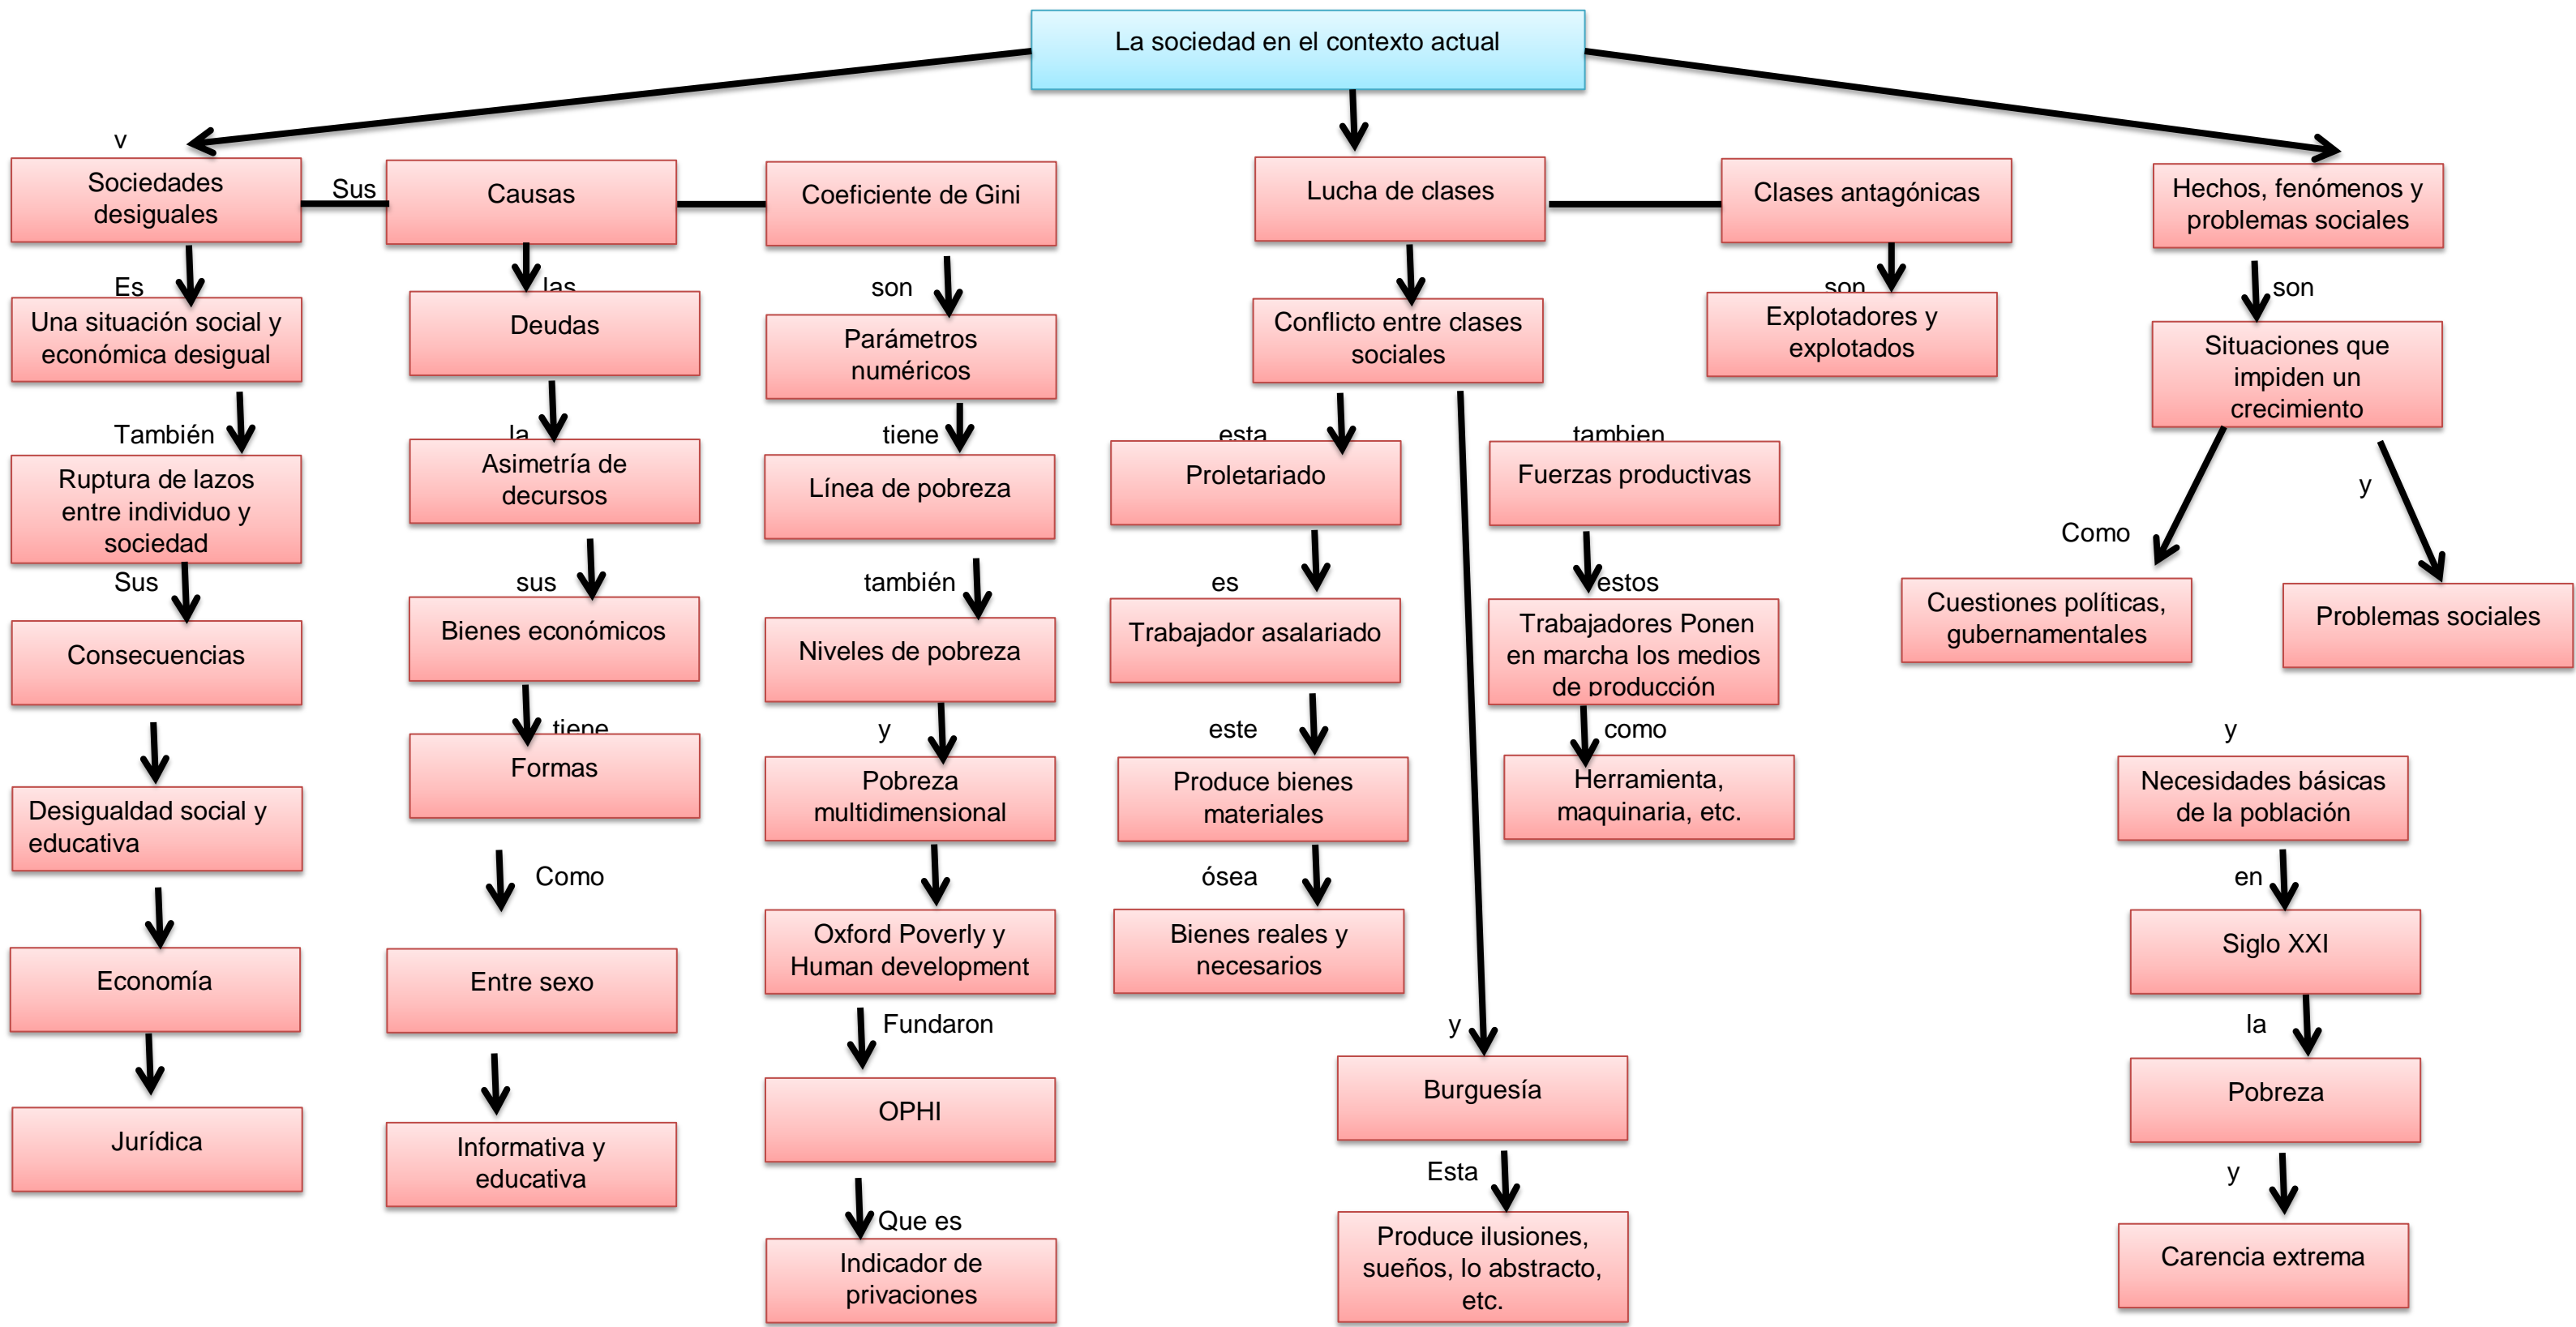 La sociedad en el contexto actual
v
Sociedades
desiguales
Sus
Causas
Coeficiente de Gini
Lucha de clases
Clases antagónicas
Hechos, fenómenos y
problemas sociales
Es
Una situación social y
económica desigual
También
Ruptura de lazos
entre individuo y
sociedad
Sus
Consecuencias
Desigualdad social y
educativa
Economía
Jurídica
las
Deudas
la
Asimetría de
decursos
sus
Bienes económicos
tiene
Formas
Como
Entre sexo
Informativa y
educativa
son
Parámetros
numéricos
tiene
Línea de pobreza
también
Niveles de pobreza
y
Pobreza
multidimensional
Oxford Poverly y
Human development
Fundaron
OPHI
Que es
Indicador de
privaciones
Conflicto entre clases
sociales
esta
Proletariado
es
Trabajador asalariado
este
Produce bienes
materiales
ósea
Bienes reales y
necesarios
tambien
Fuerzas productivas
estos
Trabajadores Ponen
en marcha los medios
de producción
como
Herramienta,
maquinaria, etc.
y
Burguesía
Esta
Produce ilusiones,
sueños, lo abstracto,
etc.
son
Explotadores y
explotados
son
Situaciones que
impiden un
crecimiento
Como
Cuestiones políticas,
gubernamentales
y
Problemas sociales
y
Necesidades básicas
de la población
en
Siglo XXI
la
Pobreza
y
Carencia extrema